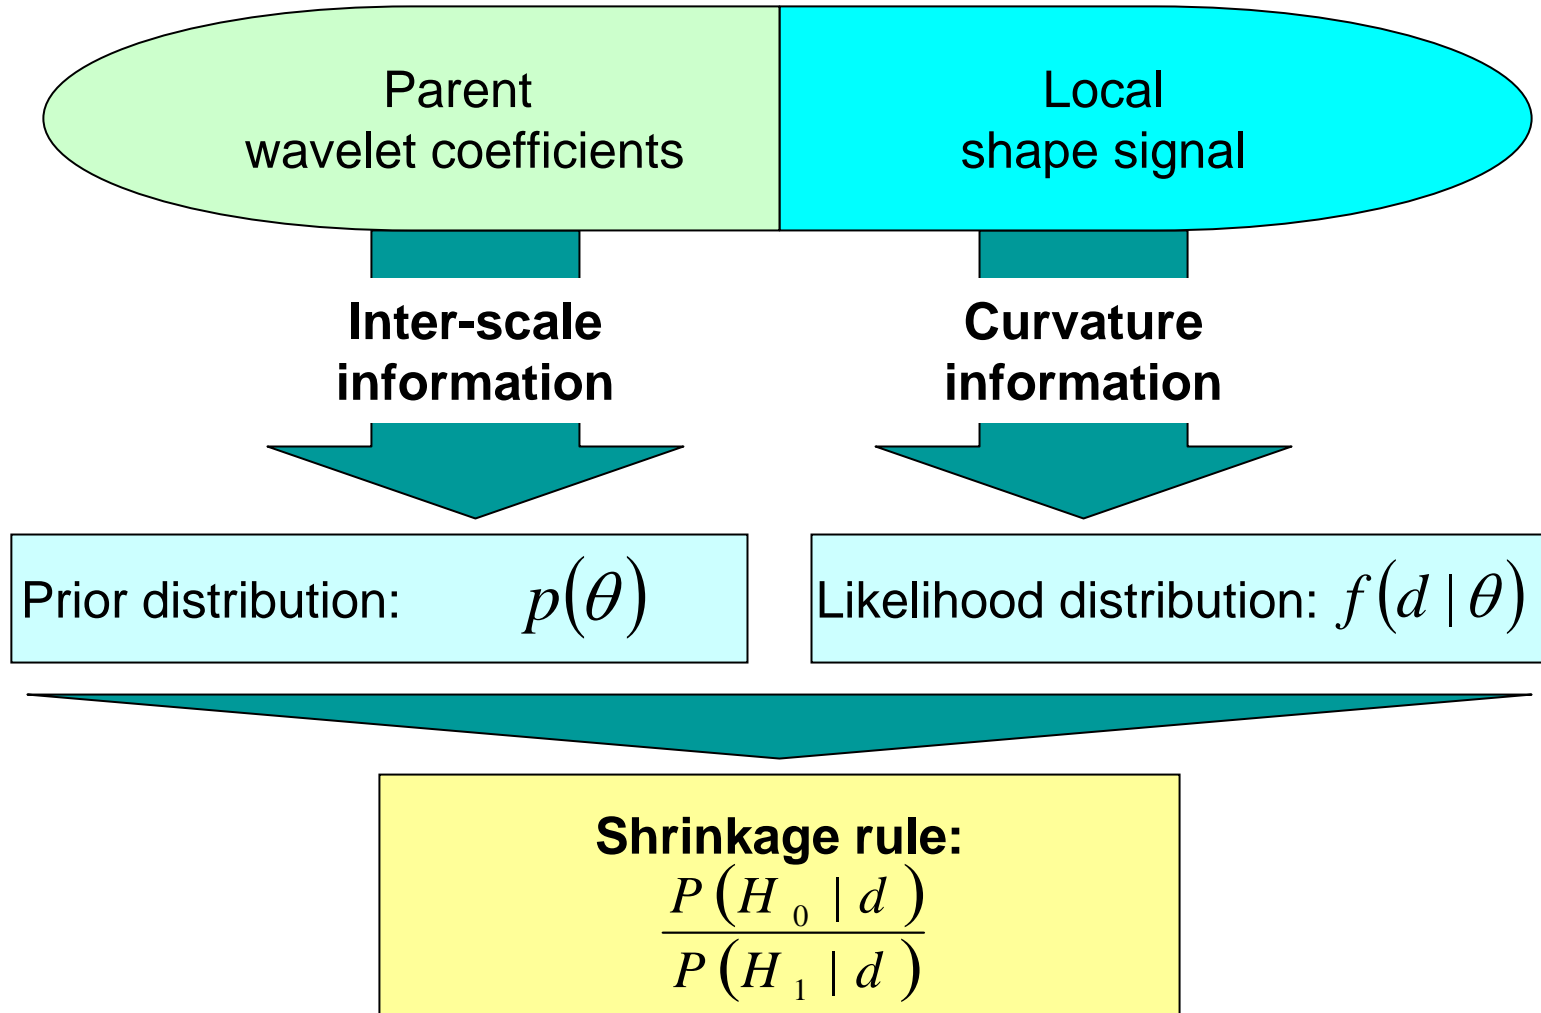 Parent
wavelet coefficients
Local
shape signal
Inter-scale
information
Curvature
information
Prior distribution: p(θ)
Likelihood distribution: f(d | θ)
Shrinkage rule:
P(H₀ | d)
P(H₁ | d)